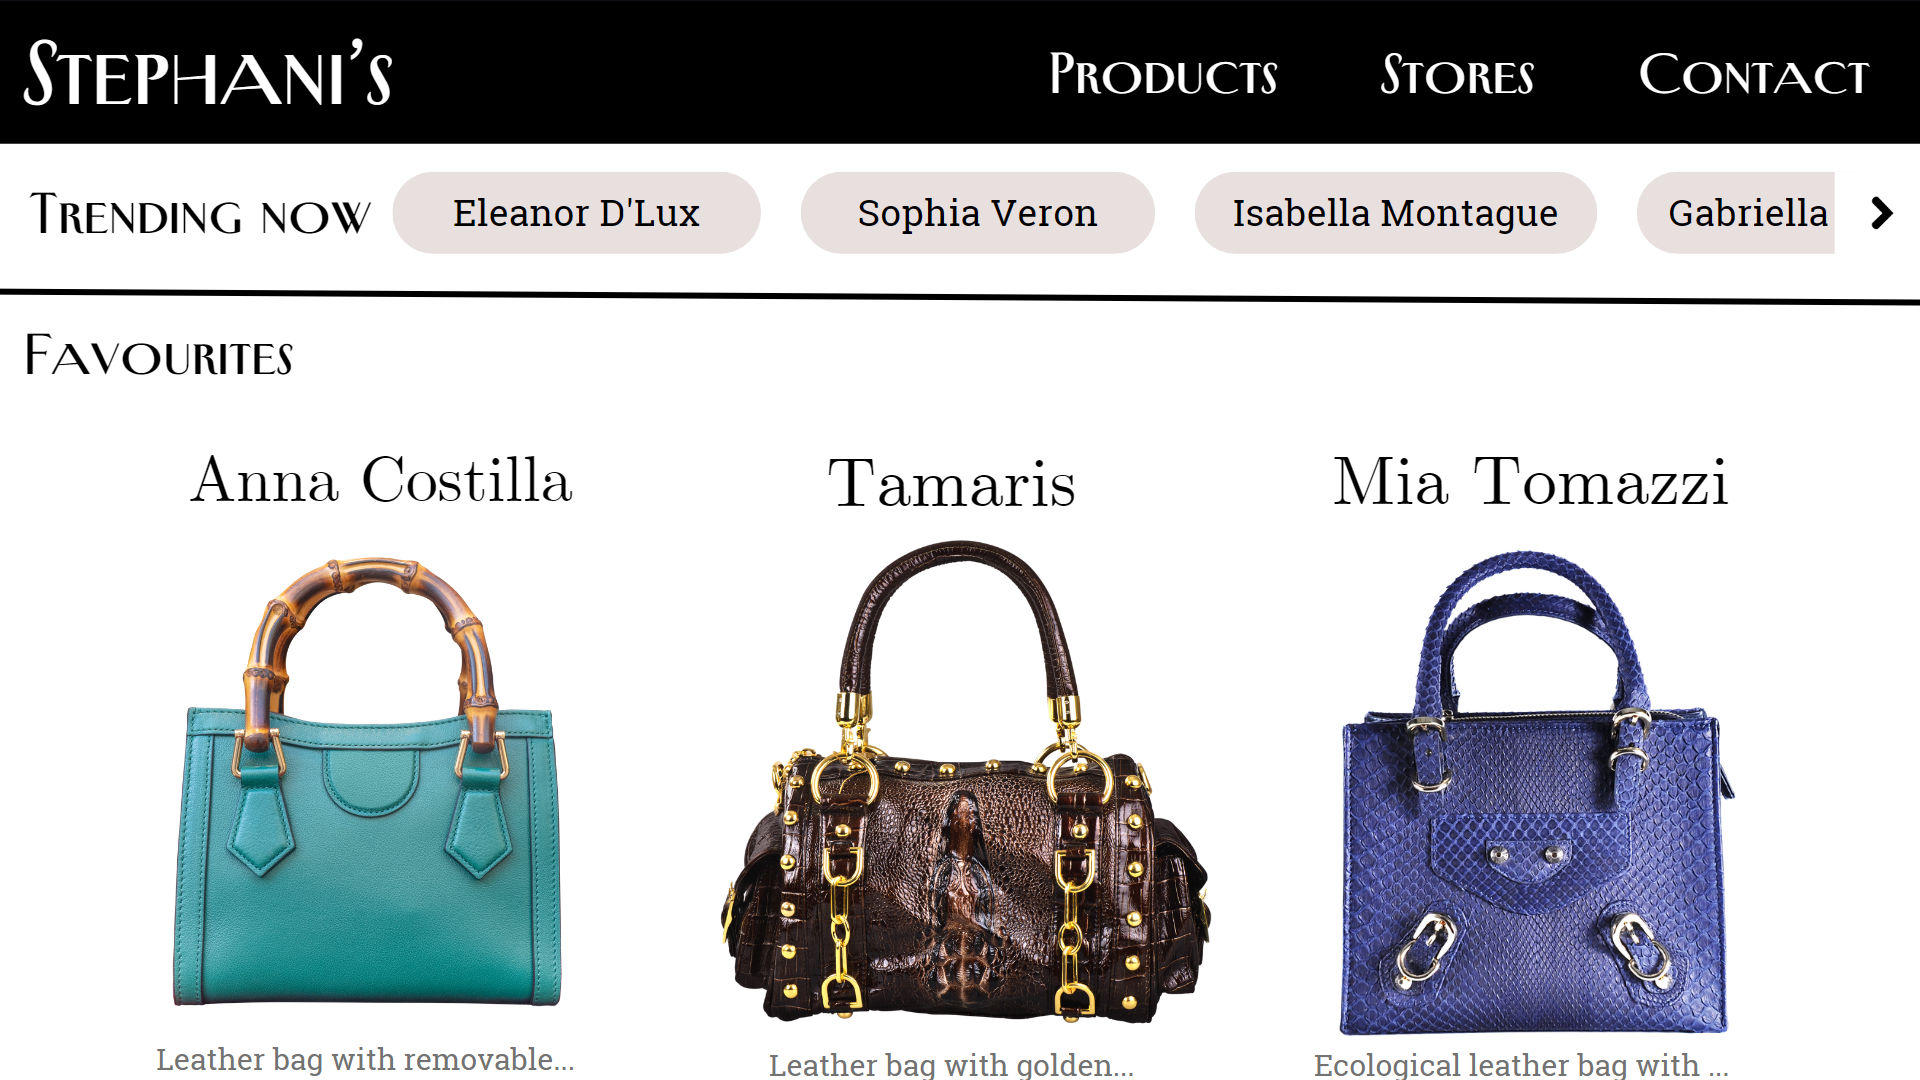 Stephani's
Products Stores Contact
Trending now
Eleanor D'Lux
Sophia Veron
Isabella Montague
Gabriella
Favourites
Anna Costilla
Tamaris
Mia Tomazzi
Leather bag with removable...
Leather bag with golden...
Ecological leather bag with ...